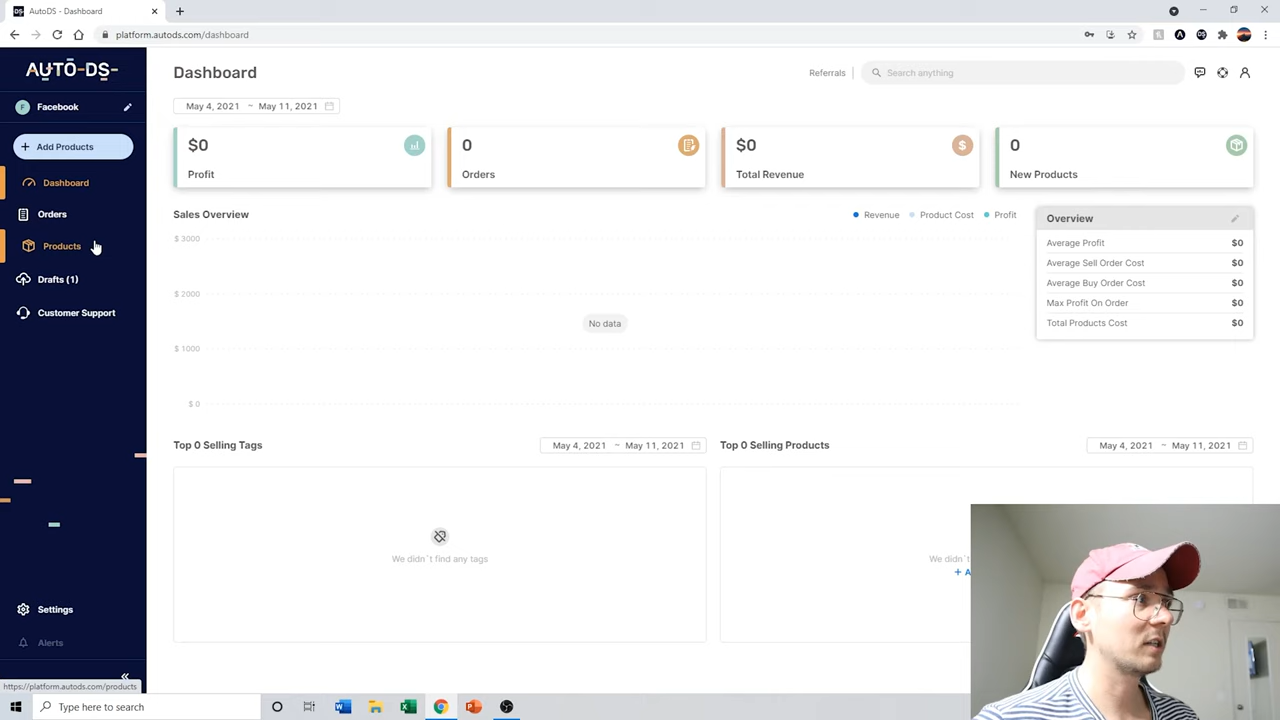 AutoDS - Dashboard
platform.autods.com/dashboard
AUTO-DS
F Facebook
+ Add Products
Dashboard
Orders
Products
Drafts (1)
Customer Support
Settings
Alerts
«
https://platform.autods.com/products
Dashboard
Referrals
Search anything
May 4, 2021 ~ May 11, 2021
$0
Profit
0
Orders
$0
Total Revenue
$
0
New Products
Sales Overview
Revenue
Product Cost
Profit
$ 3000
$ 2000
$ 1000
$ 0
No data
Overview
Average Profit $0
Average Sell Order Cost $0
Average Buy Order Cost $0
Max Profit On Order $0
Total Products Cost $0
Top 0 Selling Tags
May 4, 2021 ~ May 11, 2021
We didn`t find any tags
Top 0 Selling Products
May 4, 2021 ~ May 11, 2021
We didn`t
+ A
Type here to search